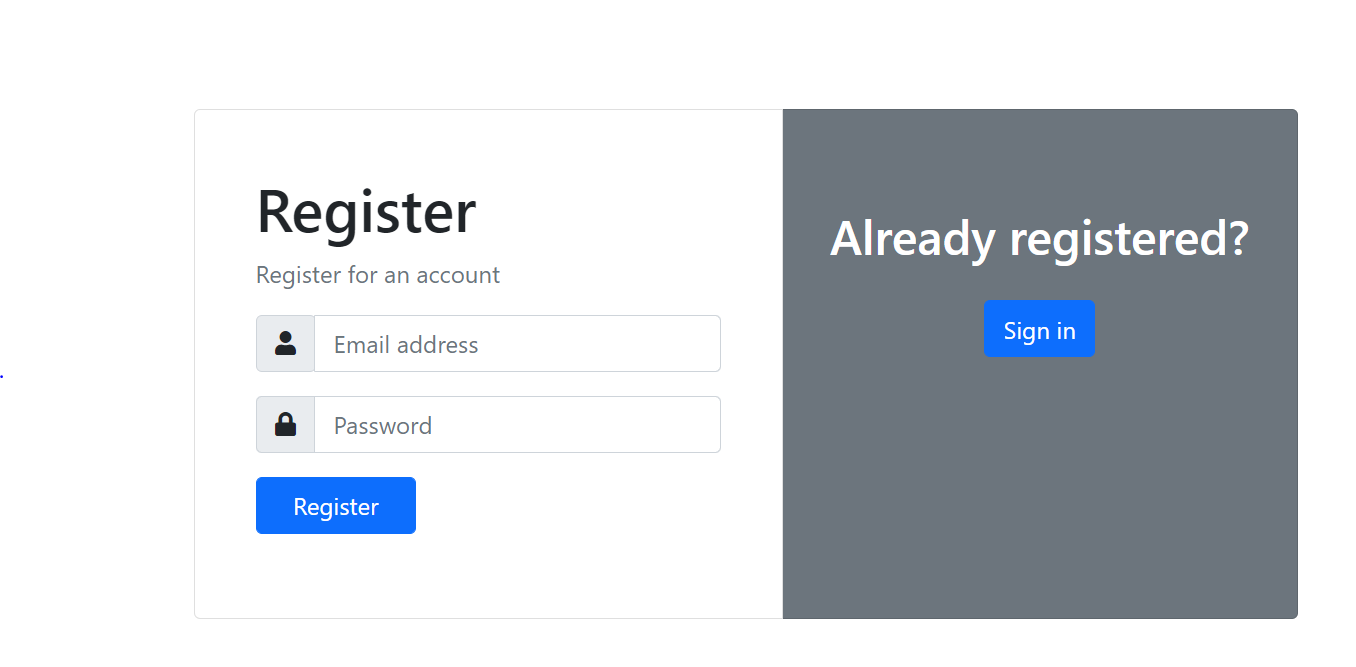 Register
Register for an account
Email address
Password
Register
Already registered?
Sign in